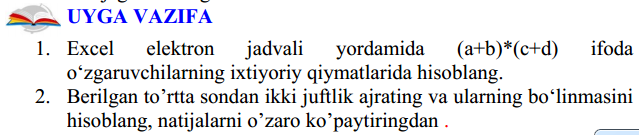 UYGA VAZIFA
1. Excel elektron jadvali yordamida (a+b)*(c+d) ifoda
o‘zgaruvchilarning ixtiyoriy qiymatlarida hisoblang.
2. Berilgan to’rtta sondan ikki juftlik ajrating va ularning bo‘linmasini
hisoblang, natijalarni o’zaro ko’paytiringdan .